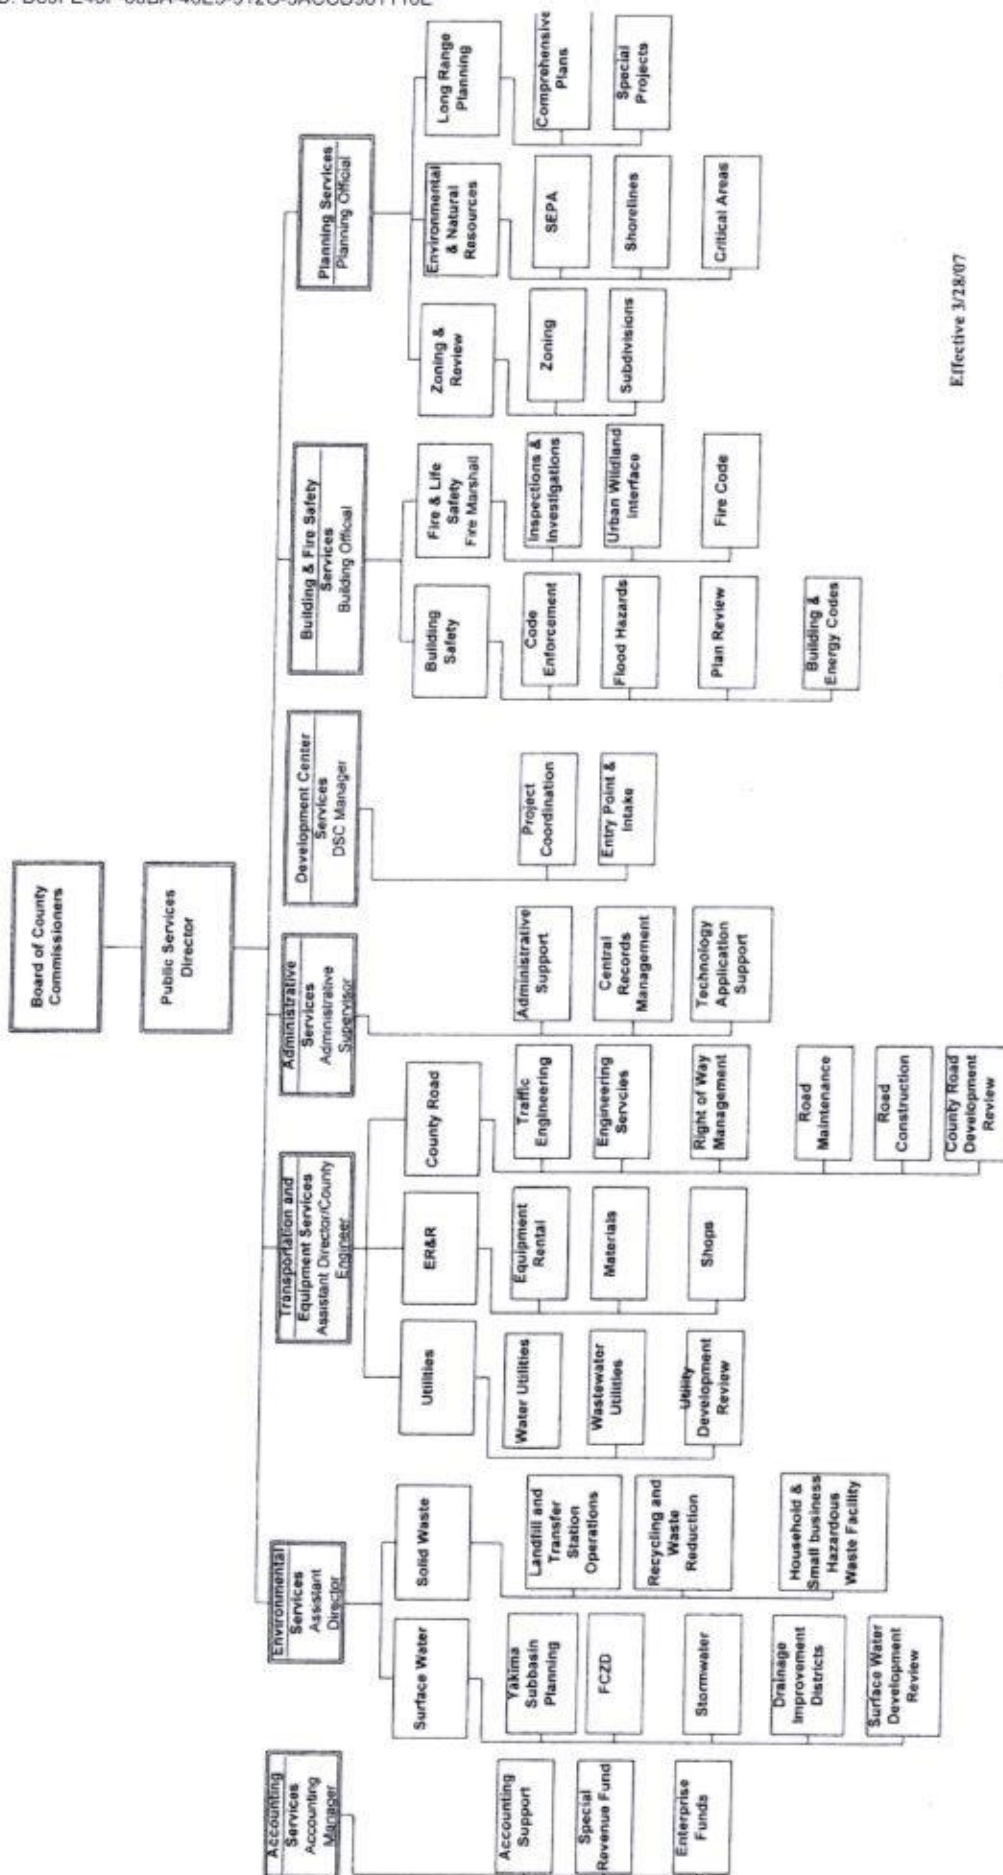 Board of County
Commissioners
Public Services
Director
Accounting
Services
Accounting
Manager
Accounting
Support
Special
Revenue Fund
Enterprise
Funds
Environmental
Services
Assistant
Director
Surface Water
Yakima
Subbasin
Planning
FCZD
Stormwater
Drainage
Improvement
Districts
Surface Water
Development
Review
Solid Waste
Landfill and
Transfer
Station
Operations
Recycling and
Waste
Reduction
Household &
Small business
Hazardous
Waste Facility
Transportation and
Equipment Services
Assistant Director/County
Engineer
Utilities
Water Utilities
Wastewater
Utilities
Utility
Development
Review
ER&R
Equipment
Rental
Materials
Shops
County Road
Traffic
Engineering
Engineering
Servcies
Right of Way
Management
Road
Maintenance
Road
Construction
County Road
Development
Review
Administrative
Services
Administrative
Supervisor
Administrative
Support
Central
Records
Management
Technology
Application
Support
Development Center
Services
DSC Manager
Project
Coordination
Entry Point &
Intake
Building & Fire Safety
Services
Building Official
Building
Safety
Code
Enforcement
Flood Hazards
Plan Review
Building &
Energy Codes
Fire & Life
Safety
Fire Marshall
Inspections &
Investigations
Urban Wildland
Interface
Fire Code
Planning Services
Planning Official
Zoning &
Review
Zoning
Subdivisions
Environmental
& Natural
Resources
SEPA
Shorelines
Critical Areas
Long Range
Planning
Comprehensive
Plans
Special
Projects
Effective 3/28/07